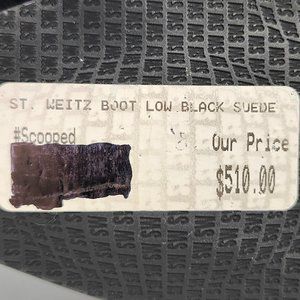 ST. WEITZ BOOT LOW BLACK SUEDE
#Scooped
Our Price
$510.00